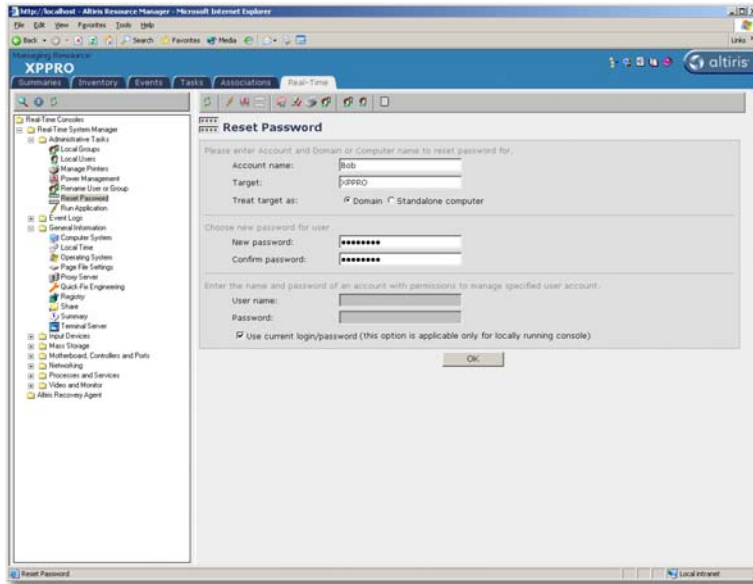 http://localhost - Altiris Resource Manager - Microsoft Internet Explorer
File Edit View Favorites Tools Help
Back Search Favorites Media
Links
Managing Resource:
XPPRO
altiris
Summaries Inventory Events Tasks Associations Real-Time
Real-Time Consoles
Real-Time System Manager
Administrative Tasks
Local Groups
Local Users
Manage Printers
Power Management
Rename User or Group
Reset Password
Run Application
Event Logs
General Information
Computer System
Local Time
Operating System
Page File Settings
Proxy Server
Quick-Fix Engineering
Registry
Share
Summary
Terminal Server
Input Devices
Mass Storage
Motherboard, Controllers and Ports
Networking
Processes and Services
Video and Monitor
Altiris Recovery Agent
Reset Password
Please enter Account and Domain or Computer name to reset password for.
Account name: Bob
Target: XPPRO
Treat target as: Domain Standalone computer
Choose new password for user
New password: ••••••••
Confirm password: ••••••••
Enter the name and password of an account with permissions to manage specified user account.
User name:
Password:
Use current login/password (this option is applicable only for locally running console)
OK
Reset Password
Local intranet